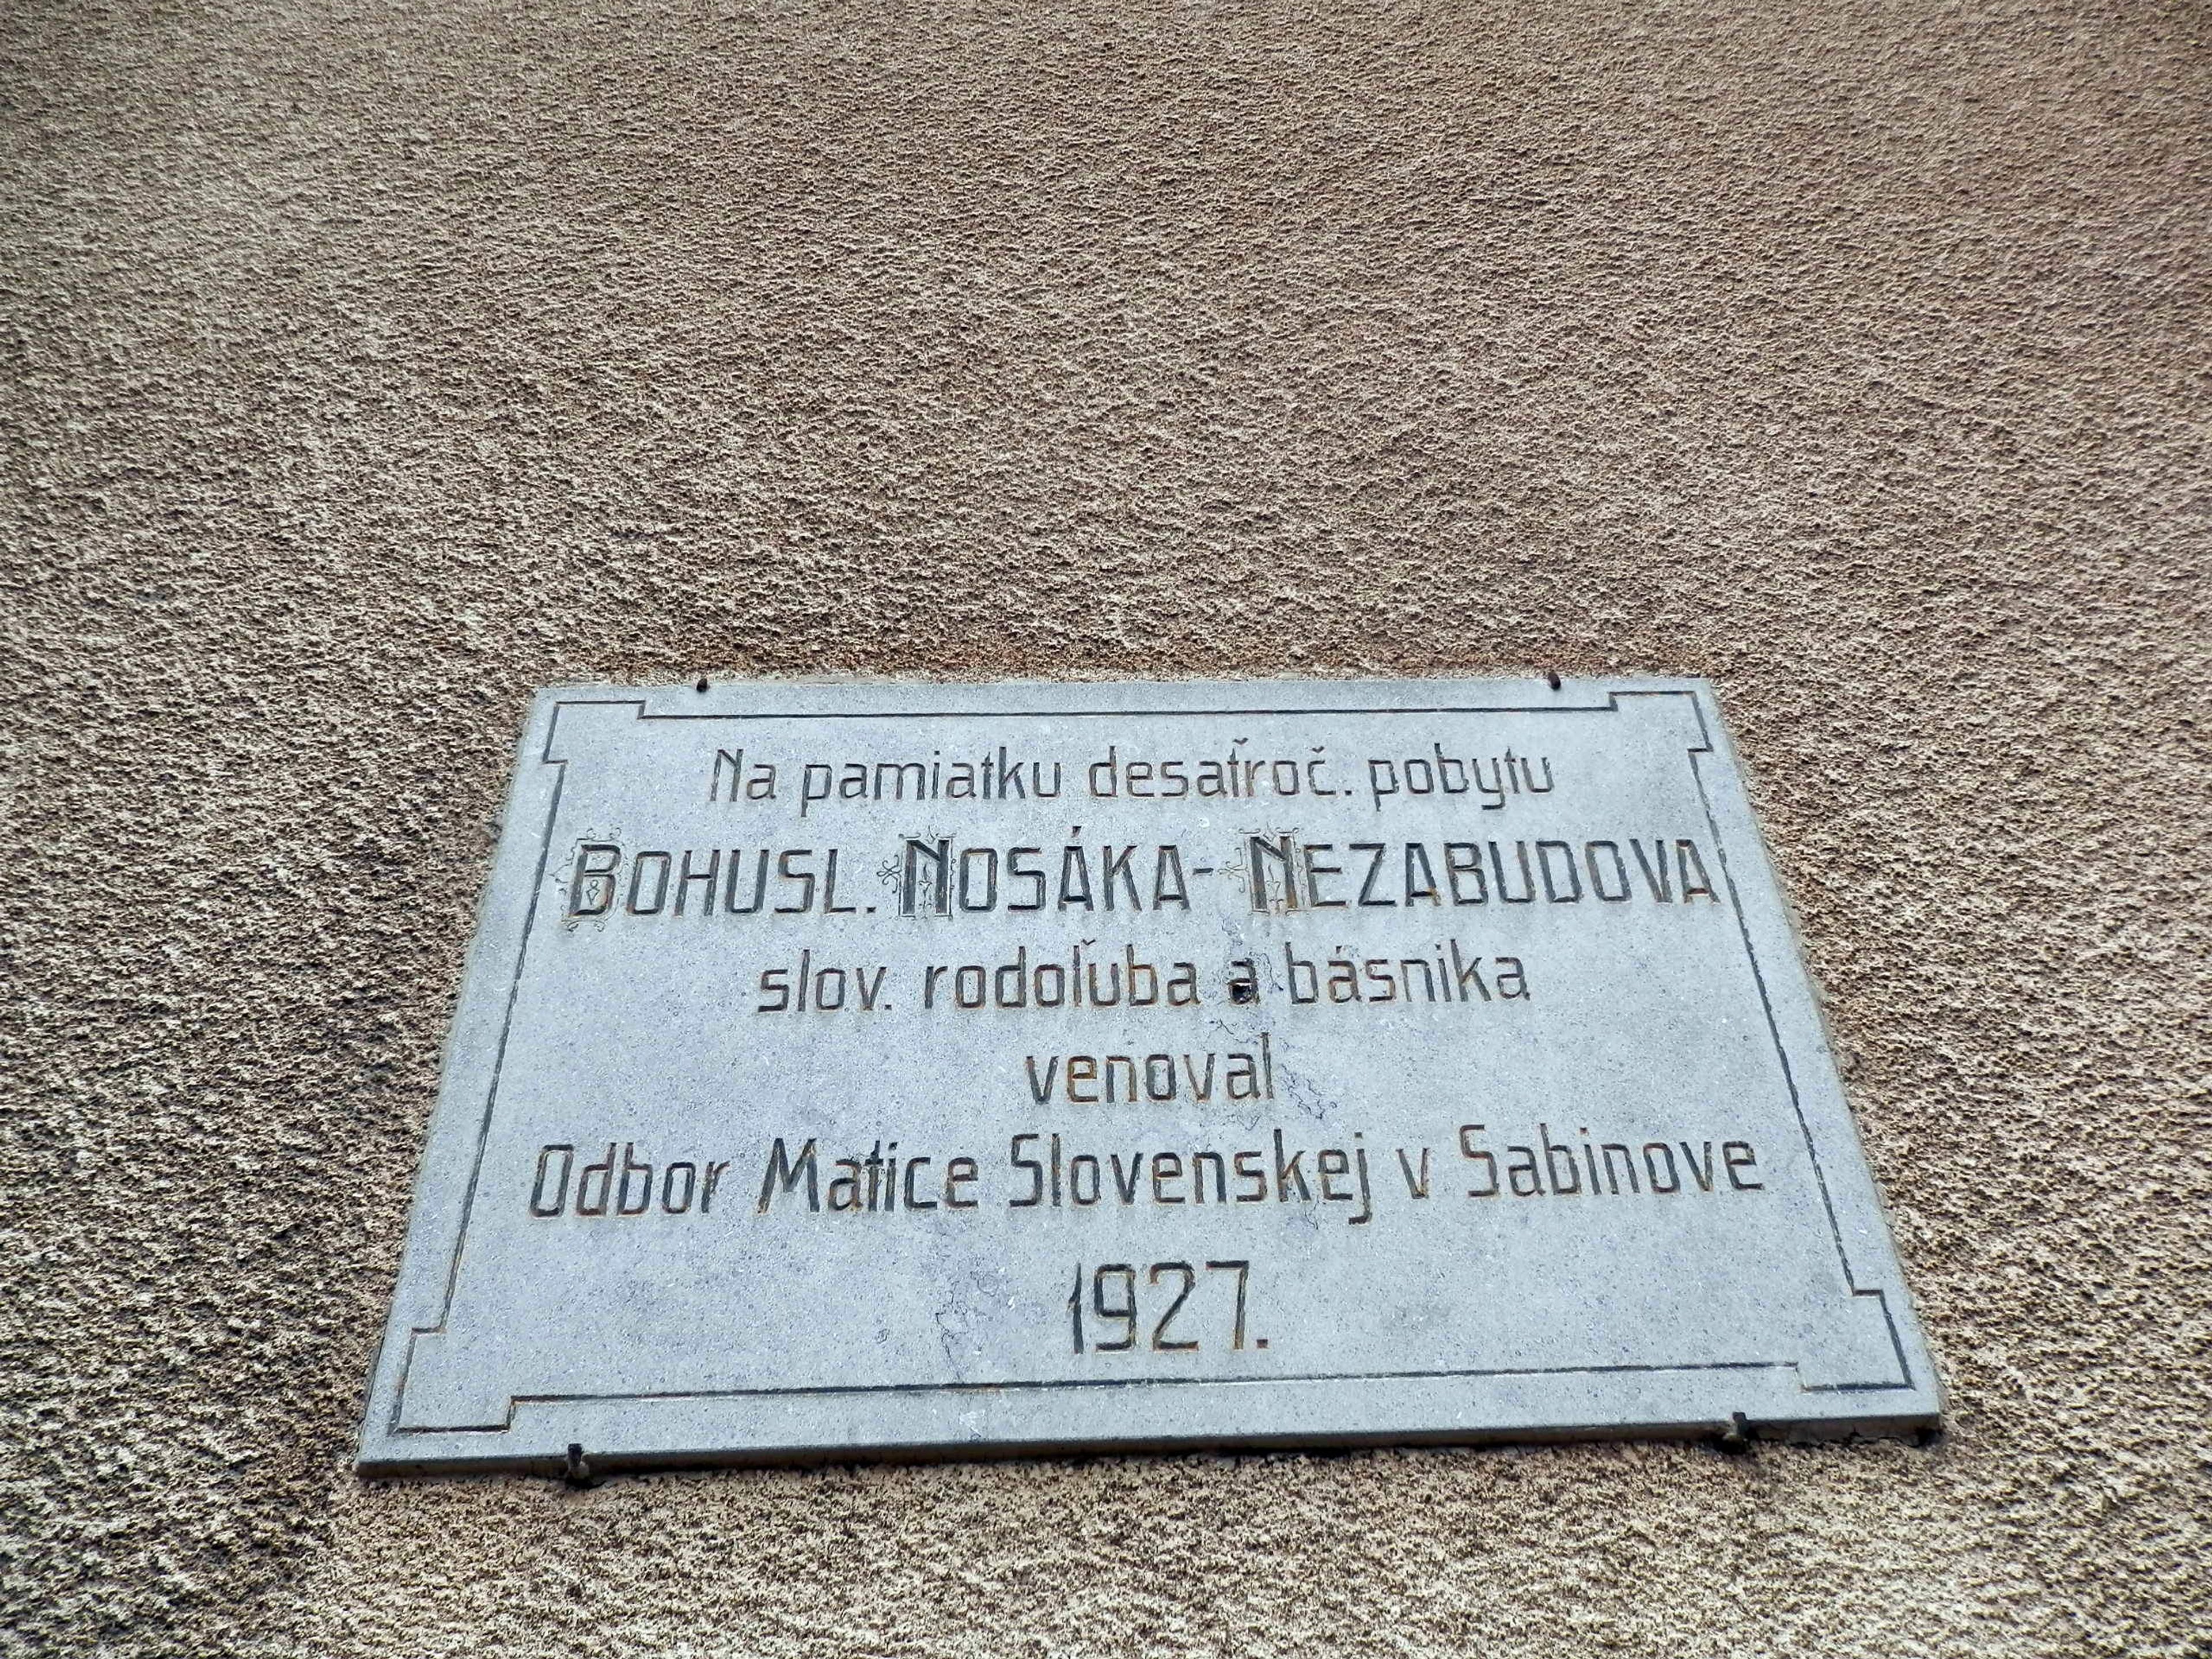 Na pamiatku desaťroč. pobytu
BOHUSL. NOSÁKA-NEZABUDOVA
slov. rodoľuba a básnika
venoval
Odbor Matice Slovenskej v Sabinove
1927.